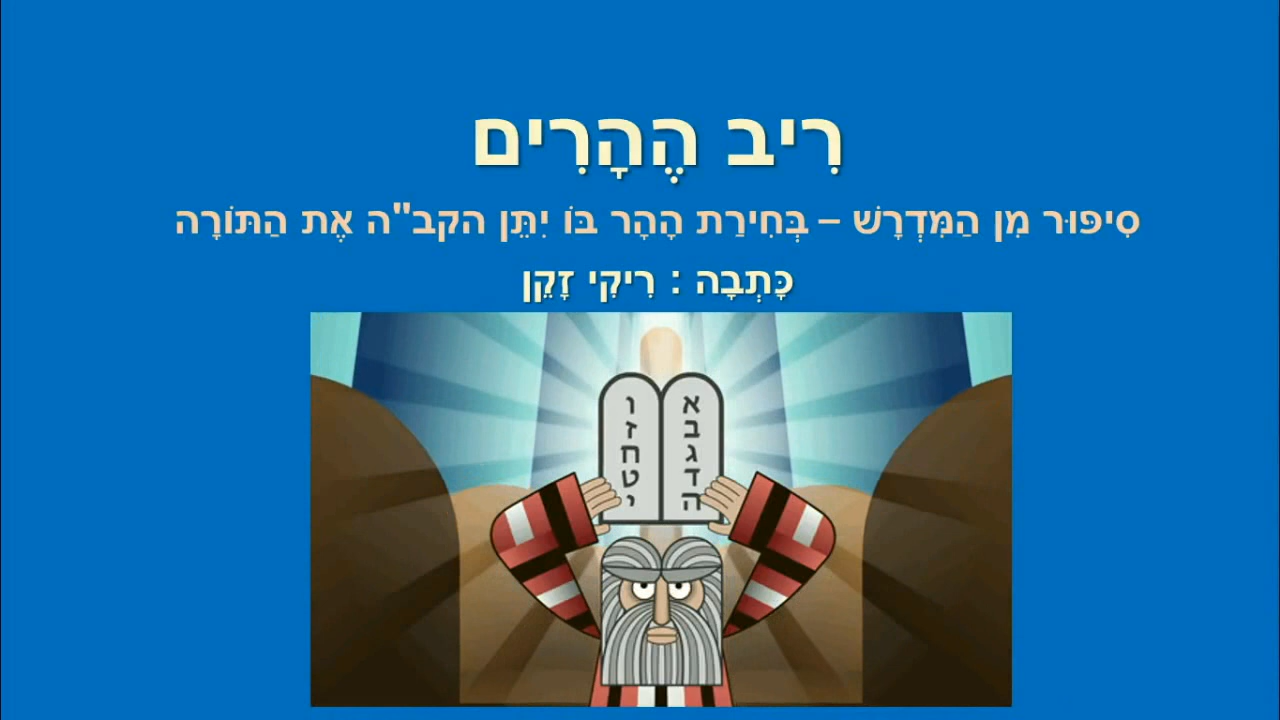 רִיב הֶהָרִים
סִיפּוּר מִן הַמִּדְרָשׁ – בְּחִירַת הָהָר בּוֹ יִתֵּן הקב"ה אֶת הַתּוֹרָה
כָּתְבָה : רִיקִי זָקֵן
א
ב
ג
ד
ה
ו
ז
ח
ט
י